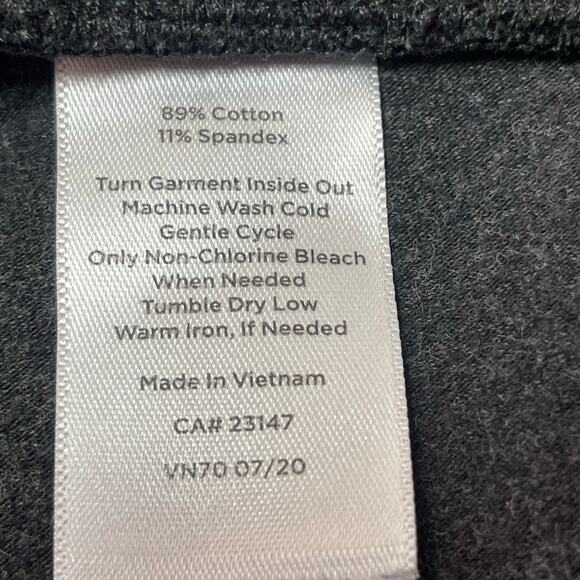 89% Cotton
11% Spandex
Turn Garment Inside Out
Machine Wash Cold
Gentle Cycle
Only Non-Chlorine Bleach
When Needed
Tumble Dry Low
Warm Iron, If Needed
Made In Vietnam
CA# 23147
VN70 07/20